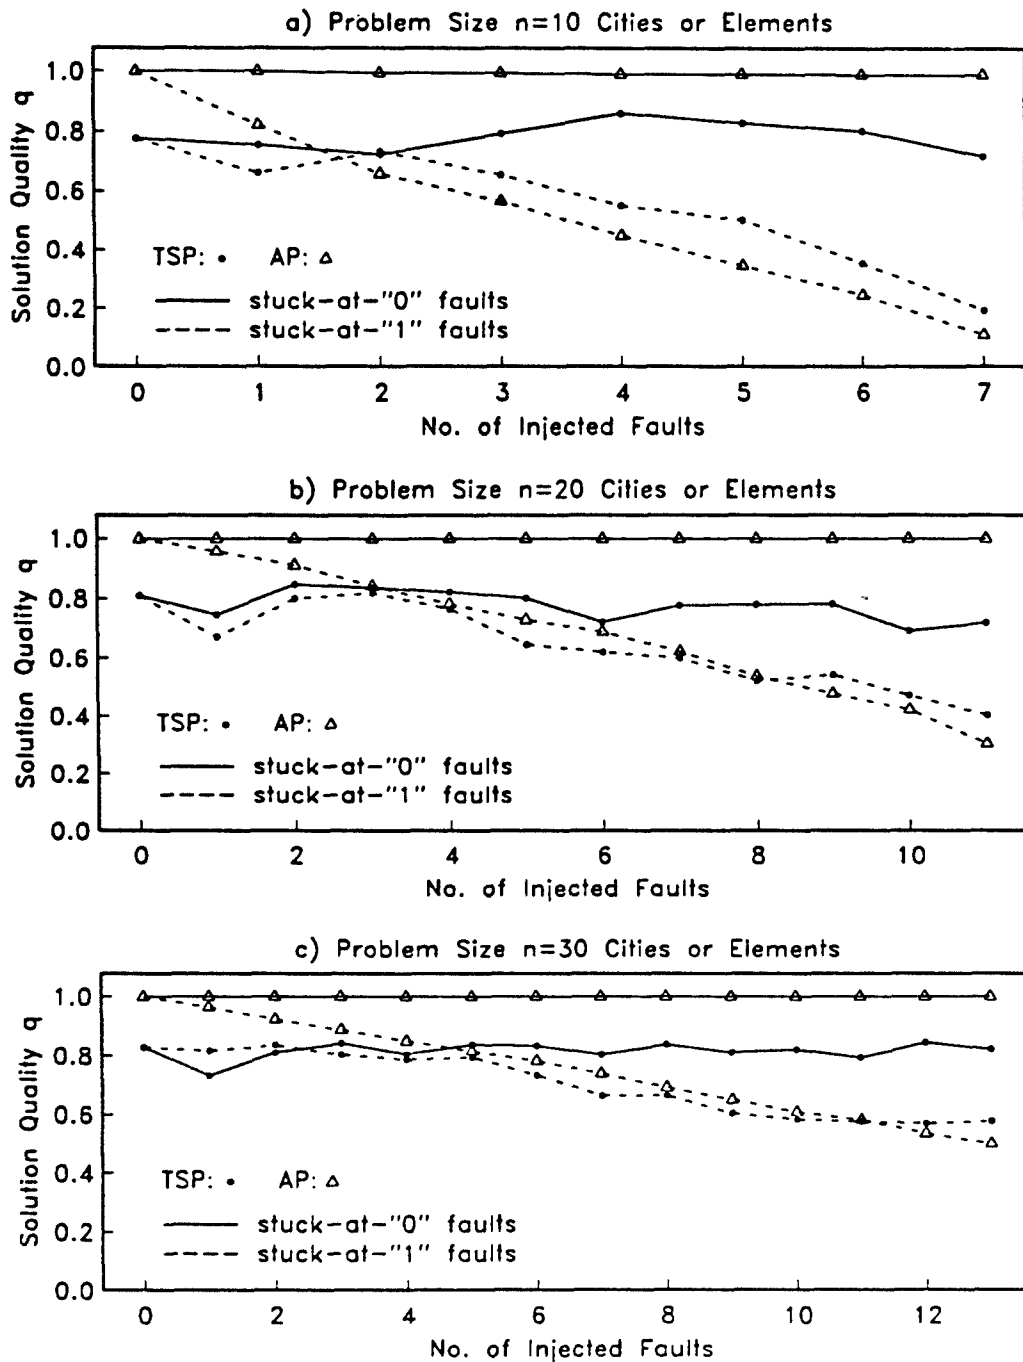 a) Problem Size n=10 Cities or Elements
Solution Quality q
1.0
0.8
0.6
0.4
0.2
0.0
TSP: • AP: △
stuck-at-"0" faults
stuck-at-"1" faults
0 1 2 3 4 5 6 7
No. of Injected Faults
b) Problem Size n=20 Cities or Elements
Solution Quality q
1.0
0.8
0.6
0.4
0.2
0.0
TSP: • AP: △
stuck-at-"0" faults
stuck-at-"1" faults
0 2 4 6 8 10
No. of Injected Faults
c) Problem Size n=30 Cities or Elements
Solution Quality q
1.0
0.8
0.6
0.4
0.2
0.0
TSP: • AP: △
stuck-at-"0" faults
stuck-at-"1" faults
0 2 4 6 8 10 12
No. of Injected Faults